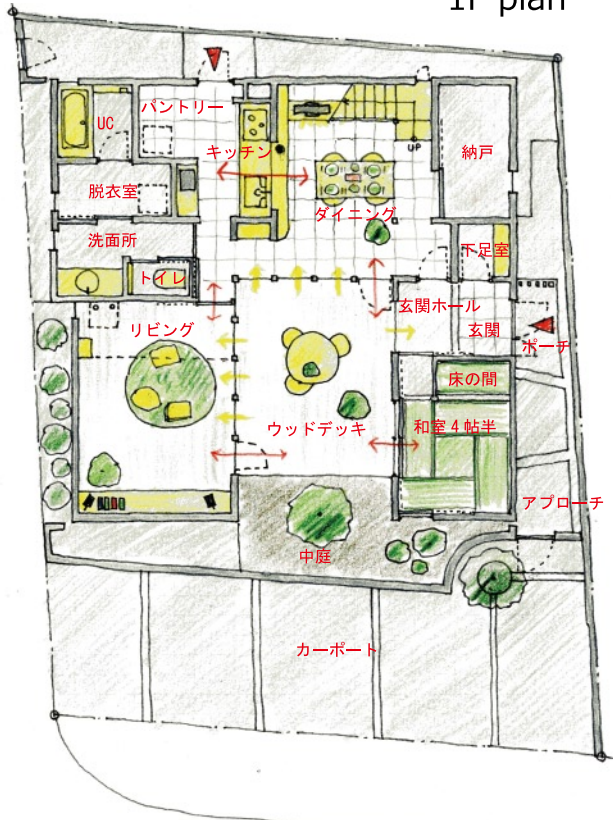 1F plan
パントリー
UC
キッチン
納戸
脱衣室
ダイニング
UP
洗面所
下足室
トイレ
玄関ホール
リビング
玄関
ポーチ
床の間
ウッドデッキ
和室４帖半
アプローチ
中庭
カーポート